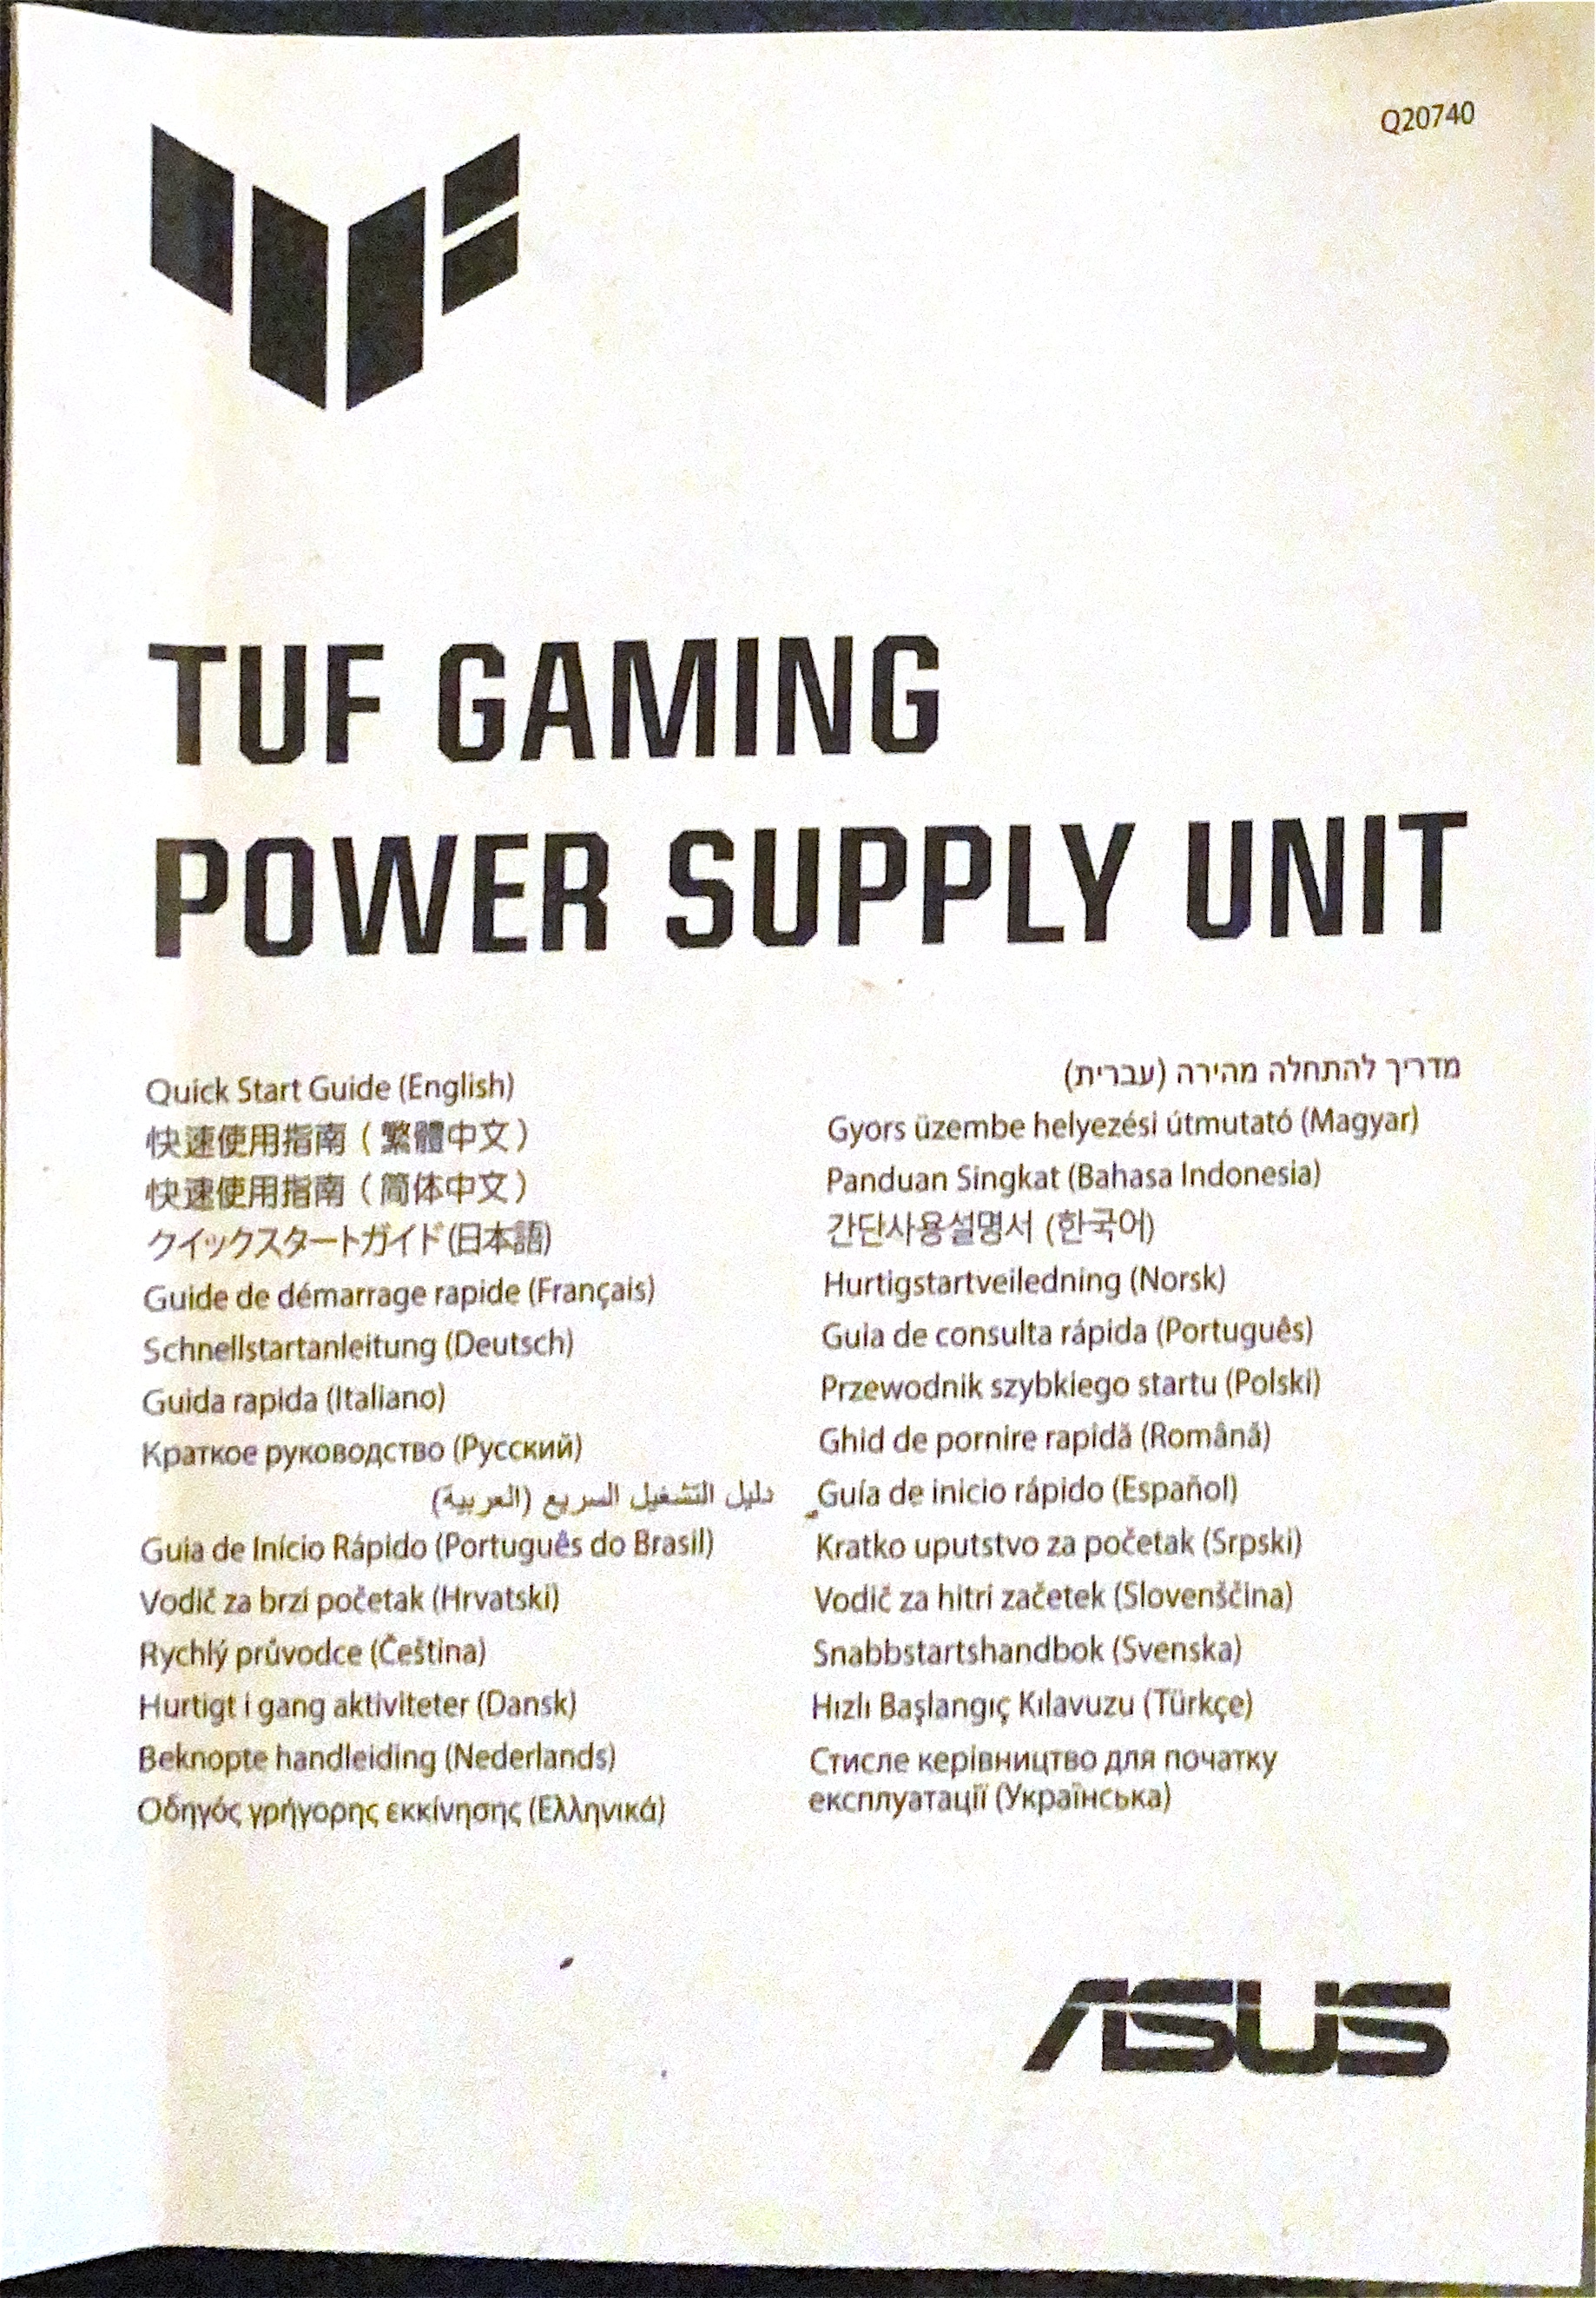 Q20740
TUF GAMING
POWER SUPPLY UNIT
Quick Start Guide (English)
快速使用指南（繁體中文）
快速使用指南（简体中文）
クイックスタートガイド(日本語)
Guide de démarrage rapide (Français)
Schnellstartanleitung (Deutsch)
Guida rapida (Italiano)
Краткое руководство (Русский)
دليل التشغيل السريع (العربية)
Guia de Início Rápido (Português do Brasil)
Vodič za brzi početak (Hrvatski)
Rychlý průvodce (Čeština)
Hurtigt i gang aktiviteter (Dansk)
Beknopte handleiding (Nederlands)
Οδηγός γρήγορης εκκίνησης (Ελληνικά)
מדריך להתחלה מהירה (עברית)
Gyors üzembe helyezési útmutató (Magyar)
Panduan Singkat (Bahasa Indonesia)
간단사용설명서 (한국어)
Hurtigstartveiledning (Norsk)
Guia de consulta rápida (Português)
Przewodnik szybkiego startu (Polski)
Ghid de pornire rapidă (Română)
Guía de inicio rápido (Español)
Kratko uputstvo za početak (Srpski)
Vodič za hitri začetek (Slovenščina)
Snabbstartshandbok (Svenska)
Hızlı Başlangıç Kılavuzu (Türkçe)
Стисле керівництво для початку
експлуатації (Українська)
ASUS